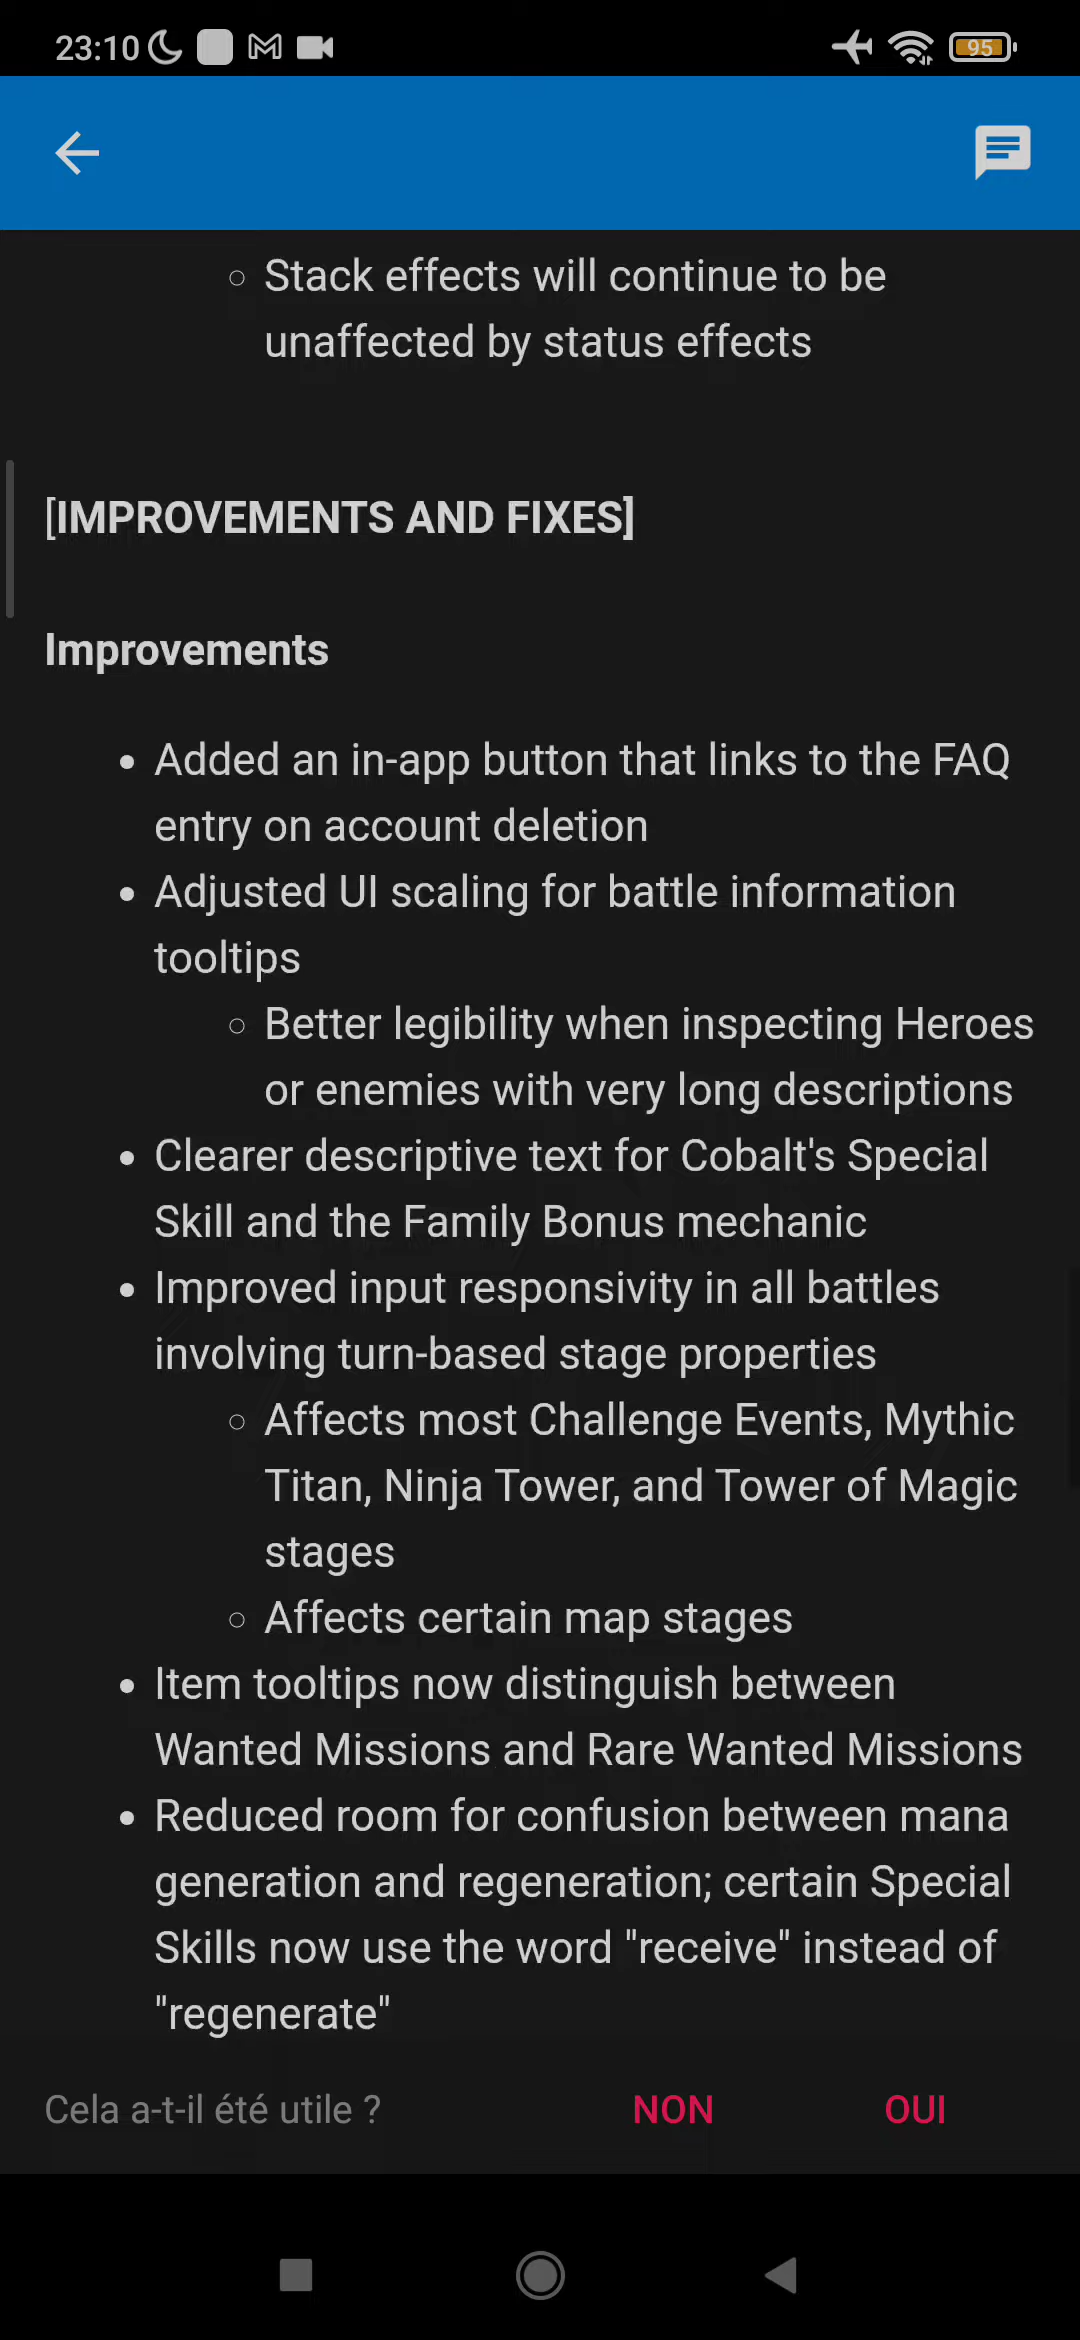 23:10
95
Stack effects will continue to be
unaffected by status effects
[IMPROVEMENTS AND FIXES]
Improvements
Added an in-app button that links to the FAQ
entry on account deletion
Adjusted UI scaling for battle information
tooltips
Better legibility when inspecting Heroes
or enemies with very long descriptions
Clearer descriptive text for Cobalt's Special
Skill and the Family Bonus mechanic
Improved input responsivity in all battles
involving turn-based stage properties
Affects most Challenge Events, Mythic
Titan, Ninja Tower, and Tower of Magic
stages
Affects certain map stages
Item tooltips now distinguish between
Wanted Missions and Rare Wanted Missions
Reduced room for confusion between mana
generation and regeneration; certain Special
Skills now use the word "receive" instead of
"regenerate"
Cela a-t-il été utile ? NON OUI